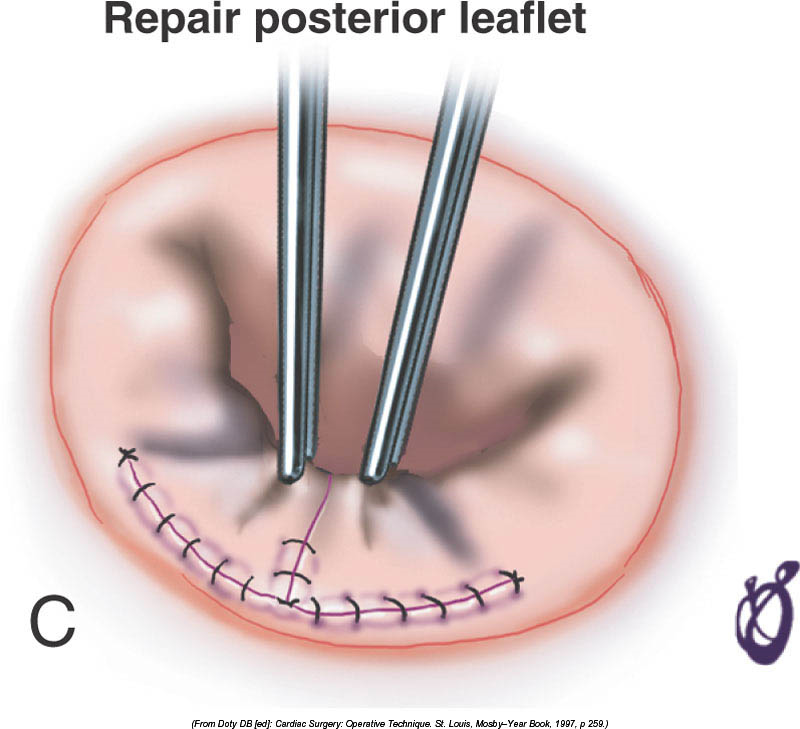 Repair posterior leaflet
C
(From Doty DB [ed]: Cardiac Surgery: Operative Technique. St. Louis, Mosby–Year Book, 1997, p 259.)